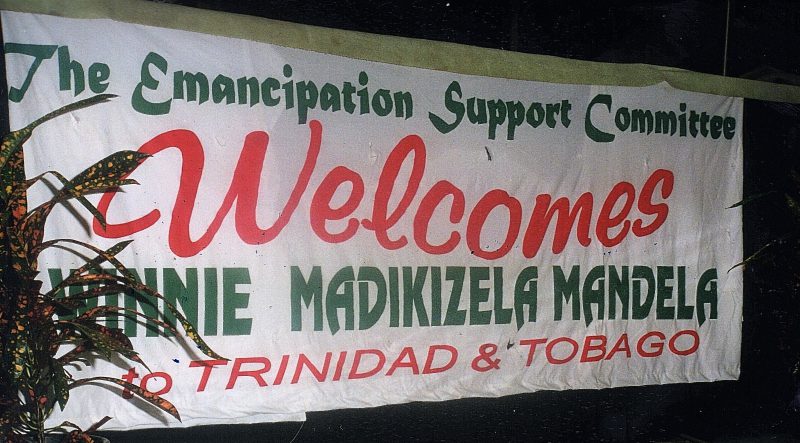 The Emancipation Support Committee
Welcomes
WINNIE MADIKIZELA MANDELA
to TRINIDAD & TOBAGO